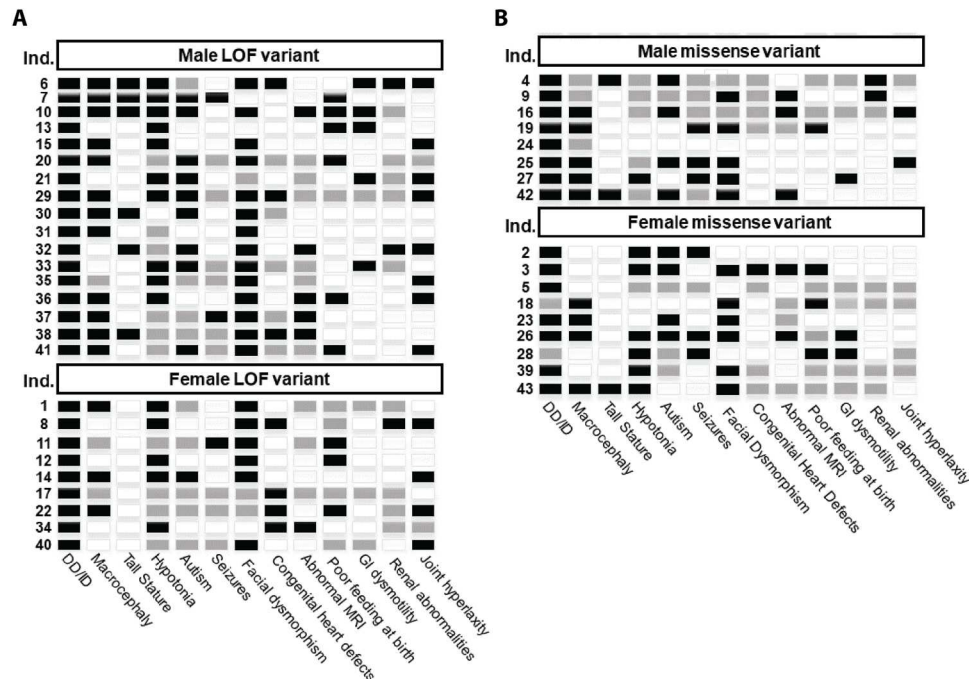 A
Ind.
Male LOF variant
6
7
10
13
15
20
21
29
30
31
32
33
35
36
37
38
41
Ind.
Female LOF variant
1
8
11
12
14
17
22
34
40
DD/ID
Macrocephaly
Tall Stature
Hypotonia
Autism
Seizures
Facial dysmorphism
Congenital heart defects
Abnormal MRI
Poor feeding at birth
GI dysmotility
Renal abnormalities
Joint hyperlaxity
B
Ind.
Male missense variant
4
9
16
19
24
25
27
42
Ind.
Female missense variant
2
3
5
18
23
26
28
39
43
DD/ID
Macrocephaly
Tall Stature
Hypotonia
Autism
Seizures
Facial Dysmorphism
Congenital Heart Defects
Abnormal MRI
Poor feeding at birth
GI dysmotility
Renal abnormalities
Joint hyperlaxity